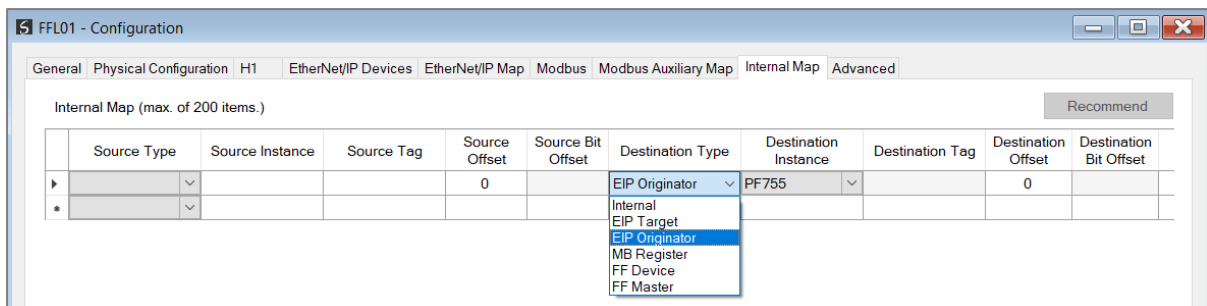 FFL01 - Configuration
General Physical Configuration H1 EtherNet/IP Devices EtherNet/IP Map Modbus Modbus Auxiliary Map Internal Map Advanced
Internal Map (max. of 200 items.)
Recommend
Source Type Source Instance Source Tag Source Offset Source Bit Offset Destination Type Destination Instance Destination Tag Destination Offset Destination Bit Offset
0 EIP Originator PF755 0
Internal
EIP Target
EIP Originator
MB Register
FF Device
FF Master